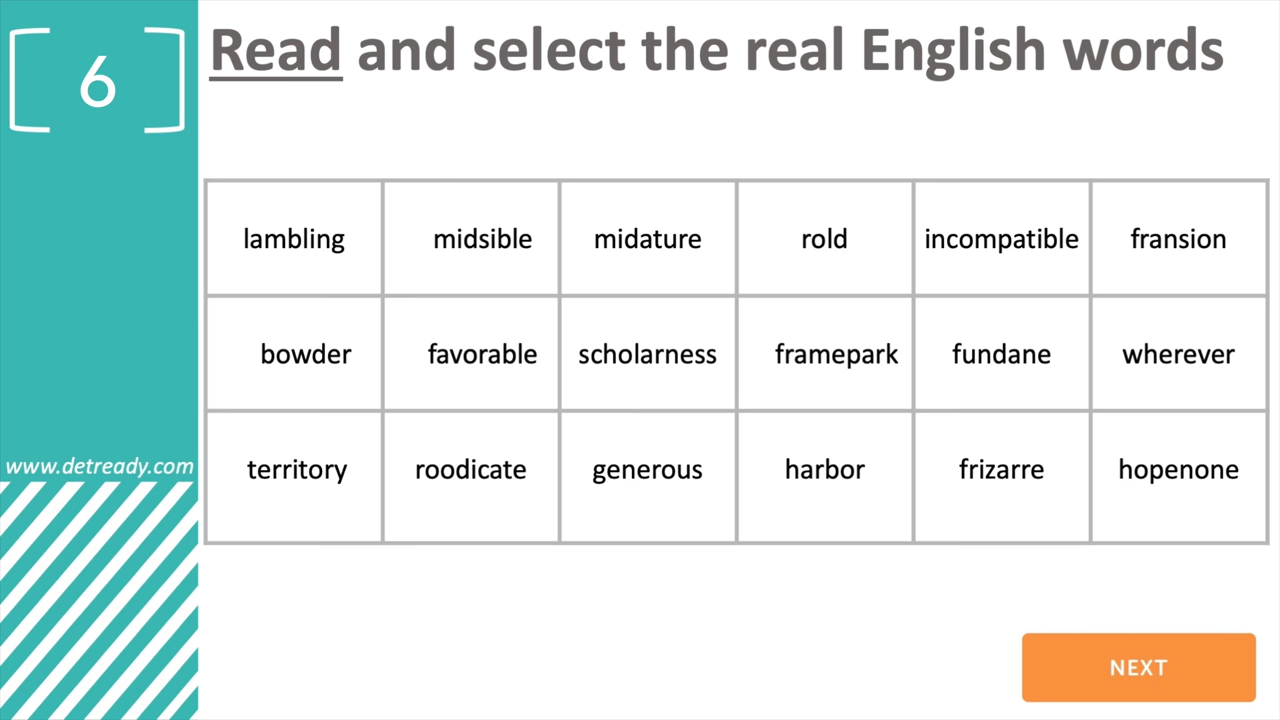 6
Read and select the real English words
lambling midsible midature rold incompatible fransion
bowder favorable scholarness framepark fundane wherever
territory roodicate generous harbor frizarre hopenone
www.detready.com
NEXT